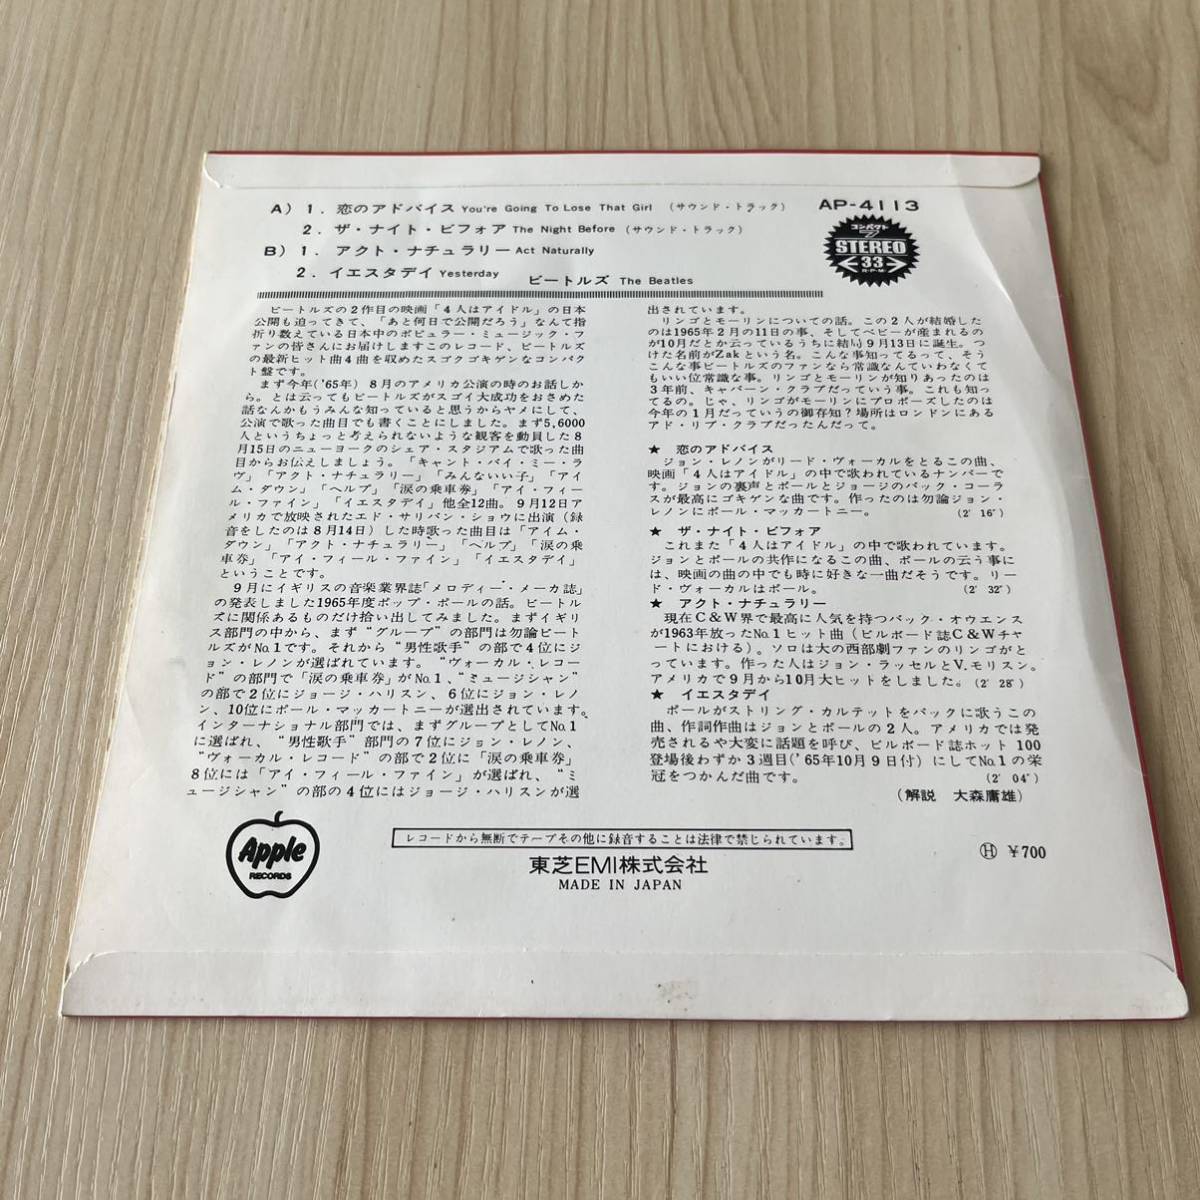 A) 1. 恋のアドバイス You're Going To Lose That Girl (サウンド・トラック)
2. ザ・ナイト・ビフォア The Night Before (サウンド・トラック)
B) 1. アクト・ナチュラリー Act Naturally
2. イエスタデイ Yesterday
ビートルズ The Beatles
AP-4113
コンパクト
7
STEREO
33
R·P·M·
ビートルズの2作目の映画「4人はアイドル」の日本
公開も迫ってきて、「あと何日で公開だろう」なんて指
折り数えている日本中のポピュラー・ミュージック・フ
ァンの皆さんにお届けしますこのレコード、ビートルズ
の最新ヒット曲4曲を収めたスゴクゴキゲンなコンパク
ト盤です。
まず今年('65年) 8月のアメリカ公演の時のお話しか
ら。とは云ってもビートルズがスゴイ大成功をおさめた
話なんかもうみんな知っていると思うからヤメにして、
公演で歌った曲目でも書くことにしました。まず5,6000
人というちょっと考えられないような観客を動員した8
月15日のニューヨークのシェア・スタジアムで歌った曲
目からお伝えしましょう。「キャント・バイ・ミー・ラ
ヴ」「アクト・ナチュラリー」「みんないい子」「アイ
ム・ダウン」「ヘルプ」「涙の乗車券」「アイ・フィー
ル・ファイン」「イエスタデイ」他全12曲。9月12日ア
メリカで放映されたエド・サリバン・ショウに出演（録
音をしたのは8月14日）した時歌った曲目は「アイム・
ダウン」「アクト・ナチュラリー」「ヘルプ」「涙の乗
車券」「アイ・フィール・ファイン」「イエスタデイ」
ということです。
9月にイギリスの音楽業界誌「メロディー・メーカ誌」
の発表しました1965年度ポップ・ポールの話。ビートル
ズに関係あるものだけ拾い出してみました。まずイギリ
ス部門の中から、まず“グループ”の部門は勿論ビート
ルズがNo.1です。それから“男性歌手”の部で4位にジ
ョン・レノンが選ばれています。“ヴォーカル・レコー
ド”の部門で「涙の乗車券」がNo.1、“ミュージシャン”
の部で2位にジョージ・ハリスン、6位にジョン・レノ
ン、10位にポール・マッカートニーが選出されています。
インターナショナル部門では、まずグループとしてNo.1
に選ばれ、“男性歌手”部門の7位にジョン・レノン、
“ヴォーカル・レコード”の部で2位に「涙の乗車券」
8位には「アイ・フィール・ファイン」が選ばれ、“ミ
ュージシャン”の部の4位にはジョージ・ハリスンが選
出されています。
リンゴとモーリンについての話。この2人が結婚した
のは1965年2月の11日の事、そしてベビーが産まれるの
が10月だとか云っているうちに結局9月13日に誕生。つ
けた名前がZakという名。こんな事知ってるって、そう
こんな事ビートルズのファンなら常識なんていわなくて
もいい位常識な事。リンゴとモーリンが知りあったのは
3年前、キャバーン・クラブだっていう事。これも知っ
てるの。じゃ、リンゴがモーリンにプロポーズしたのは
今年の1月だっていうの御存知？場所はロンドンにある
アド・リブ・クラブだったんだって。
★ 恋のアドバイス
ジョン・レノンがリード・ヴォーカルをとるこの曲、
映画「4人はアイドル」の中で歌われているナンバーで
す。ジョンの裏声とポールとジョージのバック・コーラ
スが最高にゴキゲンな曲です。作ったのは勿論ジョン・
レノンにポール・マッカートニー。 (2′16″)
★ ザ・ナイト・ビフォア
これまた「4人はアイドル」の中で歌われています。
ジョンとポールの共作になるこの曲、ポールの云う事に
は、映画の曲の中でも時に好きな一曲だそうです。リー
ド・ヴォーカルはポール。 (2′32″)
★ アクト・ナチュラリー
現在C&W界で最高に人気を持つバック・オウエンス
が1963年放ったNo.1ヒット曲（ビルボード誌C&Wチャ
ートにおける）。ソロは大の西部劇ファンのリンゴがと
っています。作った人はジョン・ラッセルとV.モリスン。
アメリカで9月から10月大ヒットをしました。(2′28″)
★ イエスタデイ
ポールがストリング・カルテットをバックに歌うこの
曲、作詞作曲はジョンとポールの2人。アメリカでは発
売されるや大変に話題を呼び、ビルボード誌ホット100
登場後わずか3週目('65年10月9日付)にしてNo.1の栄
冠をつかんだ曲です。 (2′04″)
(解説 大森庸雄)
Apple
RECORDS
レコードから無断でテープその他に録音することは法律で禁じられています。
東芝EMI株式会社
MADE IN JAPAN
Ⓗ ¥700